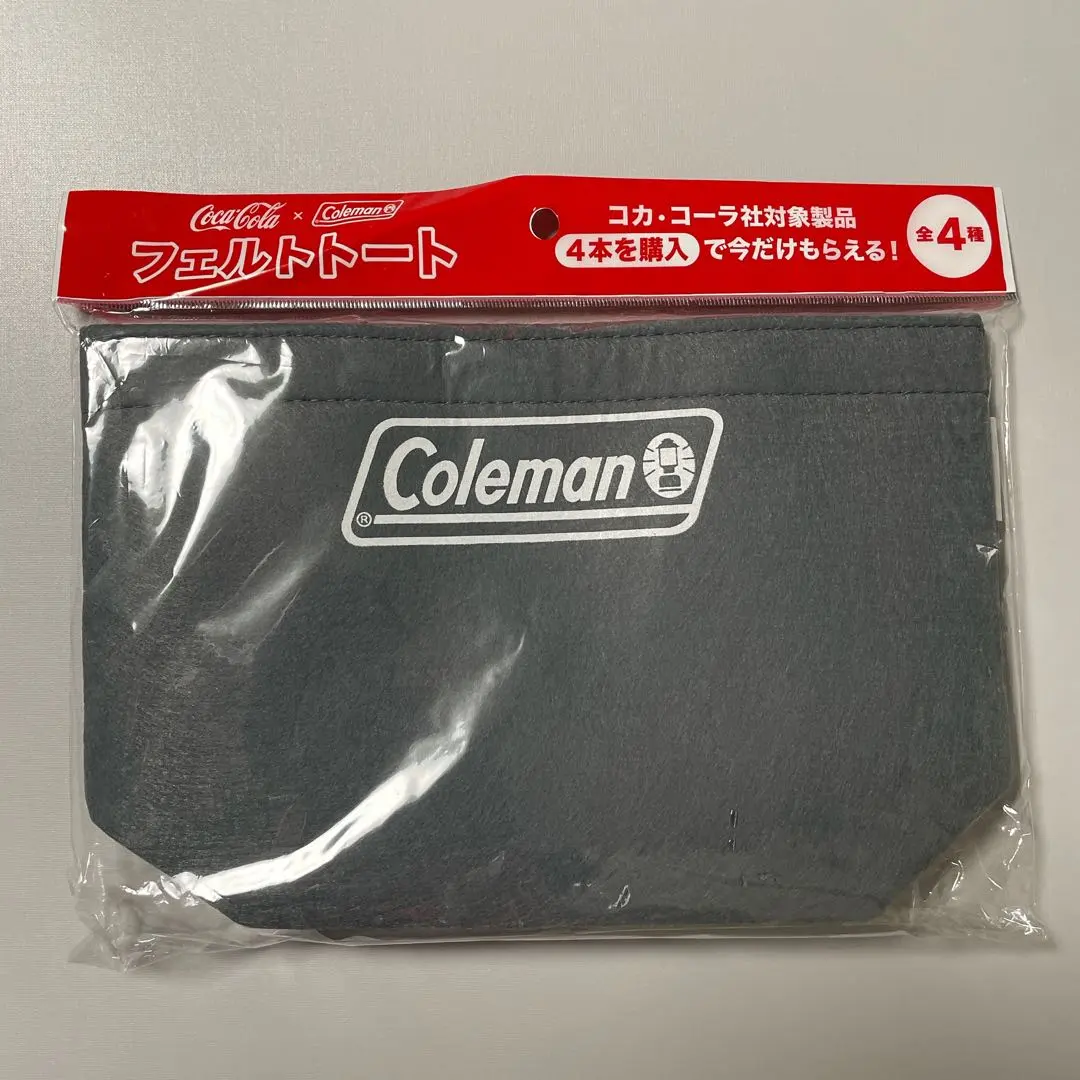 Coca-Cola × Coleman
フェルトトート
コカ・コーラ社対象製品
4本を購入で今だけもらえる!
全4種
Coleman
®